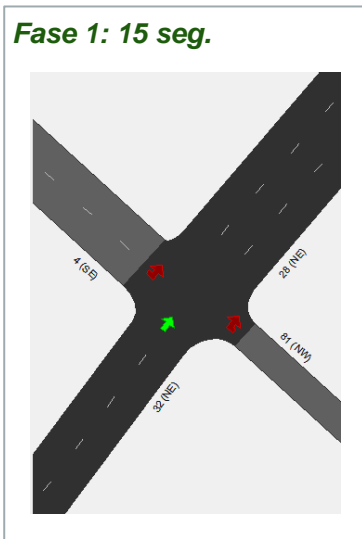 Fase 1: 15 seg.
4 (SE)
28 (NE)
81 (NW)
32 (NE)